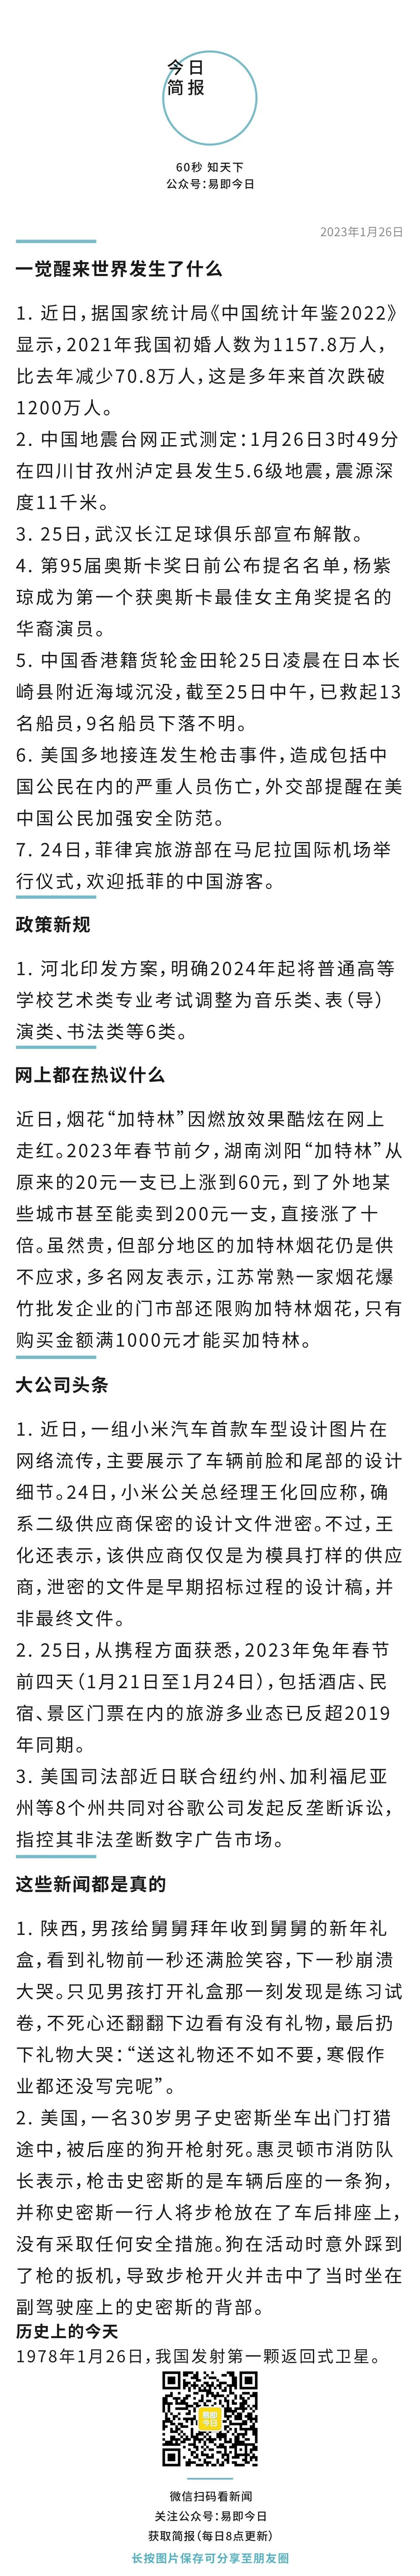 今日
简报
60秒 知天下
公众号：易即今日
2023年1月26日
一觉醒来世界发生了什么
1. 近日，据国家统计局《中国统计年鉴2022》
显示，2021年我国初婚人数为1157.8万人，
比去年减少70.8万人，这是多年来首次跌破
1200万人。
2. 中国地震台网正式测定：1月26日3时49分
在四川甘孜州泸定县发生5.6级地震，震源深
度11千米。
3. 25日，武汉长江足球俱乐部宣布解散。
4. 第95届奥斯卡奖日前公布提名名单，杨紫
琼成为第一个获奥斯卡最佳女主角奖提名的
华裔演员。
5. 中国香港籍货轮金田轮25日凌晨在日本长
崎县附近海域沉没，截至25日中午，已救起13
名船员，9名船员下落不明。
6. 美国多地接连发生枪击事件，造成包括中
国公民在内的严重人员伤亡，外交部提醒在美
中国公民加强安全防范。
7. 24日，菲律宾旅游部在马尼拉国际机场举
行仪式，欢迎抵菲的中国游客。
政策新规
1. 河北印发方案，明确2024年起将普通高等
学校艺术类专业考试调整为音乐类、表（导）
演类、书法类等6类。
网上都在热议什么
近日，烟花“加特林”因燃放效果酷炫在网上
走红。2023年春节前夕，湖南浏阳“加特林”从
原来的20元一支已上涨到60元，到了外地某
些城市甚至能卖到200元一支，直接涨了十
倍。虽然贵，但部分地区的加特林烟花仍是供
不应求，多名网友表示，江苏常熟一家烟花爆
竹批发企业的门市部还限购加特林烟花，只有
购买金额满1000元才能买加特林。
大公司头条
1. 近日，一组小米汽车首款车型设计图片在
网络流传，主要展示了车辆前脸和尾部的设计
细节。24日，小米公关总经理王化回应称，确
系二级供应商保密的设计文件泄密。不过，王
化还表示，该供应商仅仅是为模具打样的供应
商，泄密的文件是早期招标过程的设计稿，并
非最终文件。
2. 25日，从携程方面获悉，2023年兔年春节
前四天（1月21日至1月24日），包括酒店、民
宿、景区门票在内的旅游多业态已反超2019
年同期。
3. 美国司法部近日联合纽约州、加利福尼亚
州等8个州共同对谷歌公司发起反垄断诉讼，
指控其非法垄断数字广告市场。
这些新闻都是真的
1. 陕西，男孩给舅舅拜年收到舅舅的新年礼
盒，看到礼物前一秒还满脸笑容，下一秒崩溃
大哭。只见男孩打开礼盒那一刻发现是练习试
卷，不死心还翻翻下边看有没有礼物，最后扔
下礼物大哭：“送这礼物还不如不要，寒假作
业都还没写完呢”。
2. 美国，一名30岁男子史密斯坐车出门打猎
途中，被后座的狗开枪射死。惠灵顿市消防队
长表示，枪击史密斯的是车辆后座的一条狗，
并称史密斯一行人将步枪放在了车后排座上，
没有采取任何安全措施。狗在活动时意外踩到
了枪的扳机，导致步枪开火并击中了当时坐在
副驾驶座上的史密斯的背部。
历史上的今天
1978年1月26日，我国发射第一颗返回式卫星。
易即
今日
微信扫码看新闻
关注公众号：易即今日
获取简报（每日8点更新）
长按图片保存可分享至朋友圈